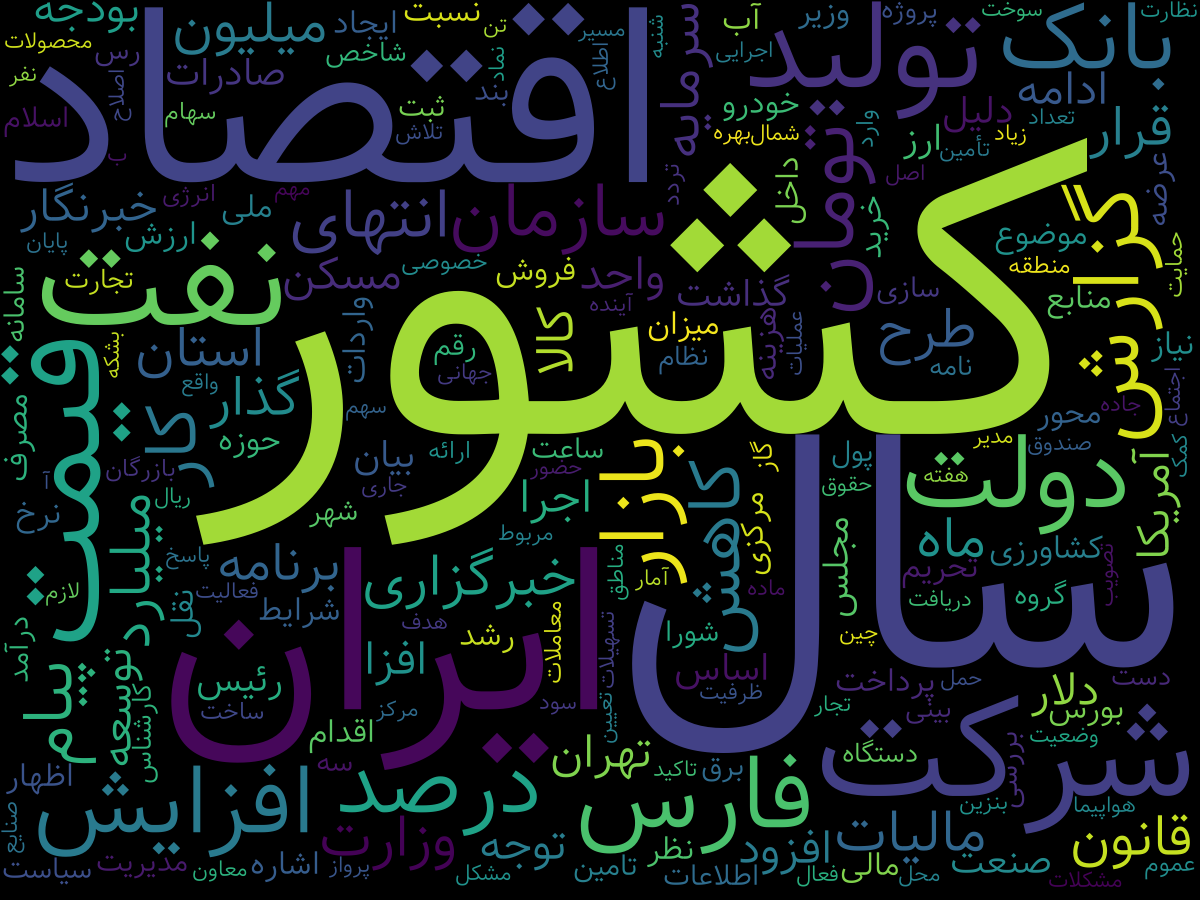 بودجه
میلیون
ایجاد
نسبت
تن
مسیر
شنبه
سرمایه
آب
وزیر
پروژه
سوخت
نظارت
محصولات
رس
شاخص
نماد
اطلاع
اجرایی
تولید
بانک
نفر
اصلاح
صادرات
بند
اقتصاد
خودرو
ادامه
اسلام
سهام
ثبت
تلاش
شمال‌بهره
وارد
ارز
دلیل
زیاد
تعداد
قرار
ب
تأمین
تومان
اصل
عرضه
خبرنگار
انرژی
مهم
تردد
داخل
خرید
کشور
گزارش
ملی
انتهای
سازمان
پایان
ارزش
موضوع
حمایت
نفت
تجارت
مسکن
خصوصی
فروش
واحد
گذاشت
سازی
منطقه
منابع
سامانه
آینده
هزینه
عملیات
قیمت
بشکه
استان
واردات
رقم
جهانی
کالا
میزان
نظام
طرح
نامه
نیاز
اجتماع
مصرف
واقع
گذار
کار
سهم
محور
جاده
حوزه
بازرگان
بیان
ارائه
ساعت
حضور
بازار
کاهش
گاز
پول
مدیر
صندوق
کمک
آ
ریال
جاری
حقوق
هفته
دولت
سال
آمریکا
نرخ
میلیارد
شهر
اجرا
مربوط
مرکزی
مجلس
ماه
کشاورزی
پاسخ
برنامه
خبرگزاری
مناطق
آمار
ماده
تحریم
تصویب
لازم
نقل
فعالیت
شرایط
دریافت
گروه
درآمد
ایران
هدف
رشد
معاملات
تسهیلات
شورا
چین
پیام
توسعه
کارشناس
رئیس
افزا
اساس
ظرفیت
پرداخت
حمل
دلار
دست
ساخت
مرکز
سود
تعیین
تجار
بینی
بورس
وضعیت
اقدام
سه
تهران
تاکید
برق
دستگاه
شرکت
بررسی
اظهار
افزایش
درصد
فارس
بنزین
هواپیما
صنایع
وزارت
توجه
نظر
افزود
مالیات
قانون
سیاست
مدیریت
معاون
اشاره
پرواز
مشکل
تامین
اطلاعات
فعال
مالی
محل
صنعت
مشکلات
عموم